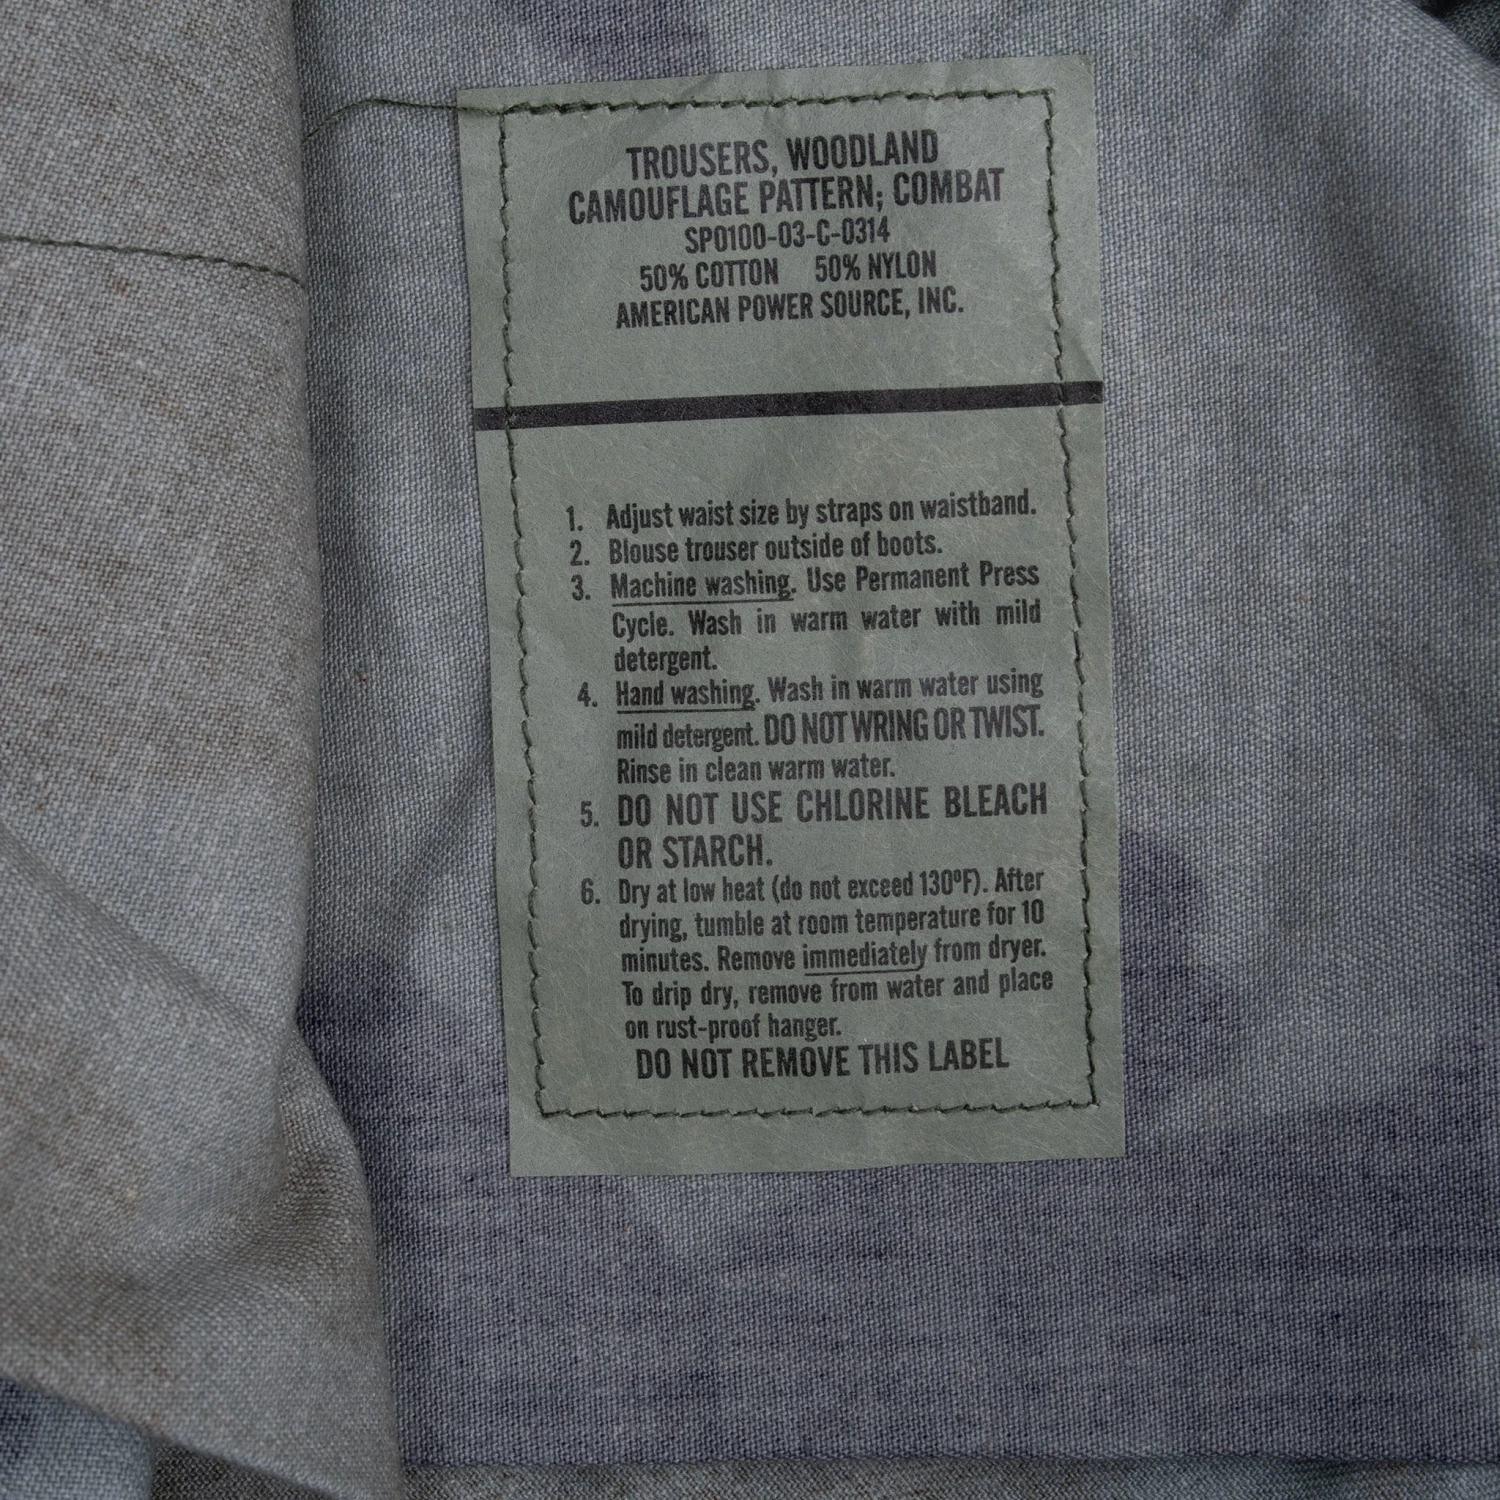 TROUSERS, WOODLAND
CAMOUFLAGE PATTERN; COMBAT
SP0100-03-C-0314
50% COTTON 50% NYLON
AMERICAN POWER SOURCE, INC.
1. Adjust waist size by straps on waistband.
2. Blouse trouser outside of boots.
3. Machine washing. Use Permanent Press
Cycle. Wash in warm water with mild
detergent.
4. Hand washing. Wash in warm water using
mild detergent. DO NOT WRING OR TWIST.
Rinse in clean warm water.
5. DO NOT USE CHLORINE BLEACH
OR STARCH.
6. Dry at low heat (do not exceed 130ºF). After
drying, tumble at room temperature for 10
minutes. Remove immediately from dryer.
To drip dry, remove from water and place
on rust-proof hanger.
DO NOT REMOVE THIS LABEL